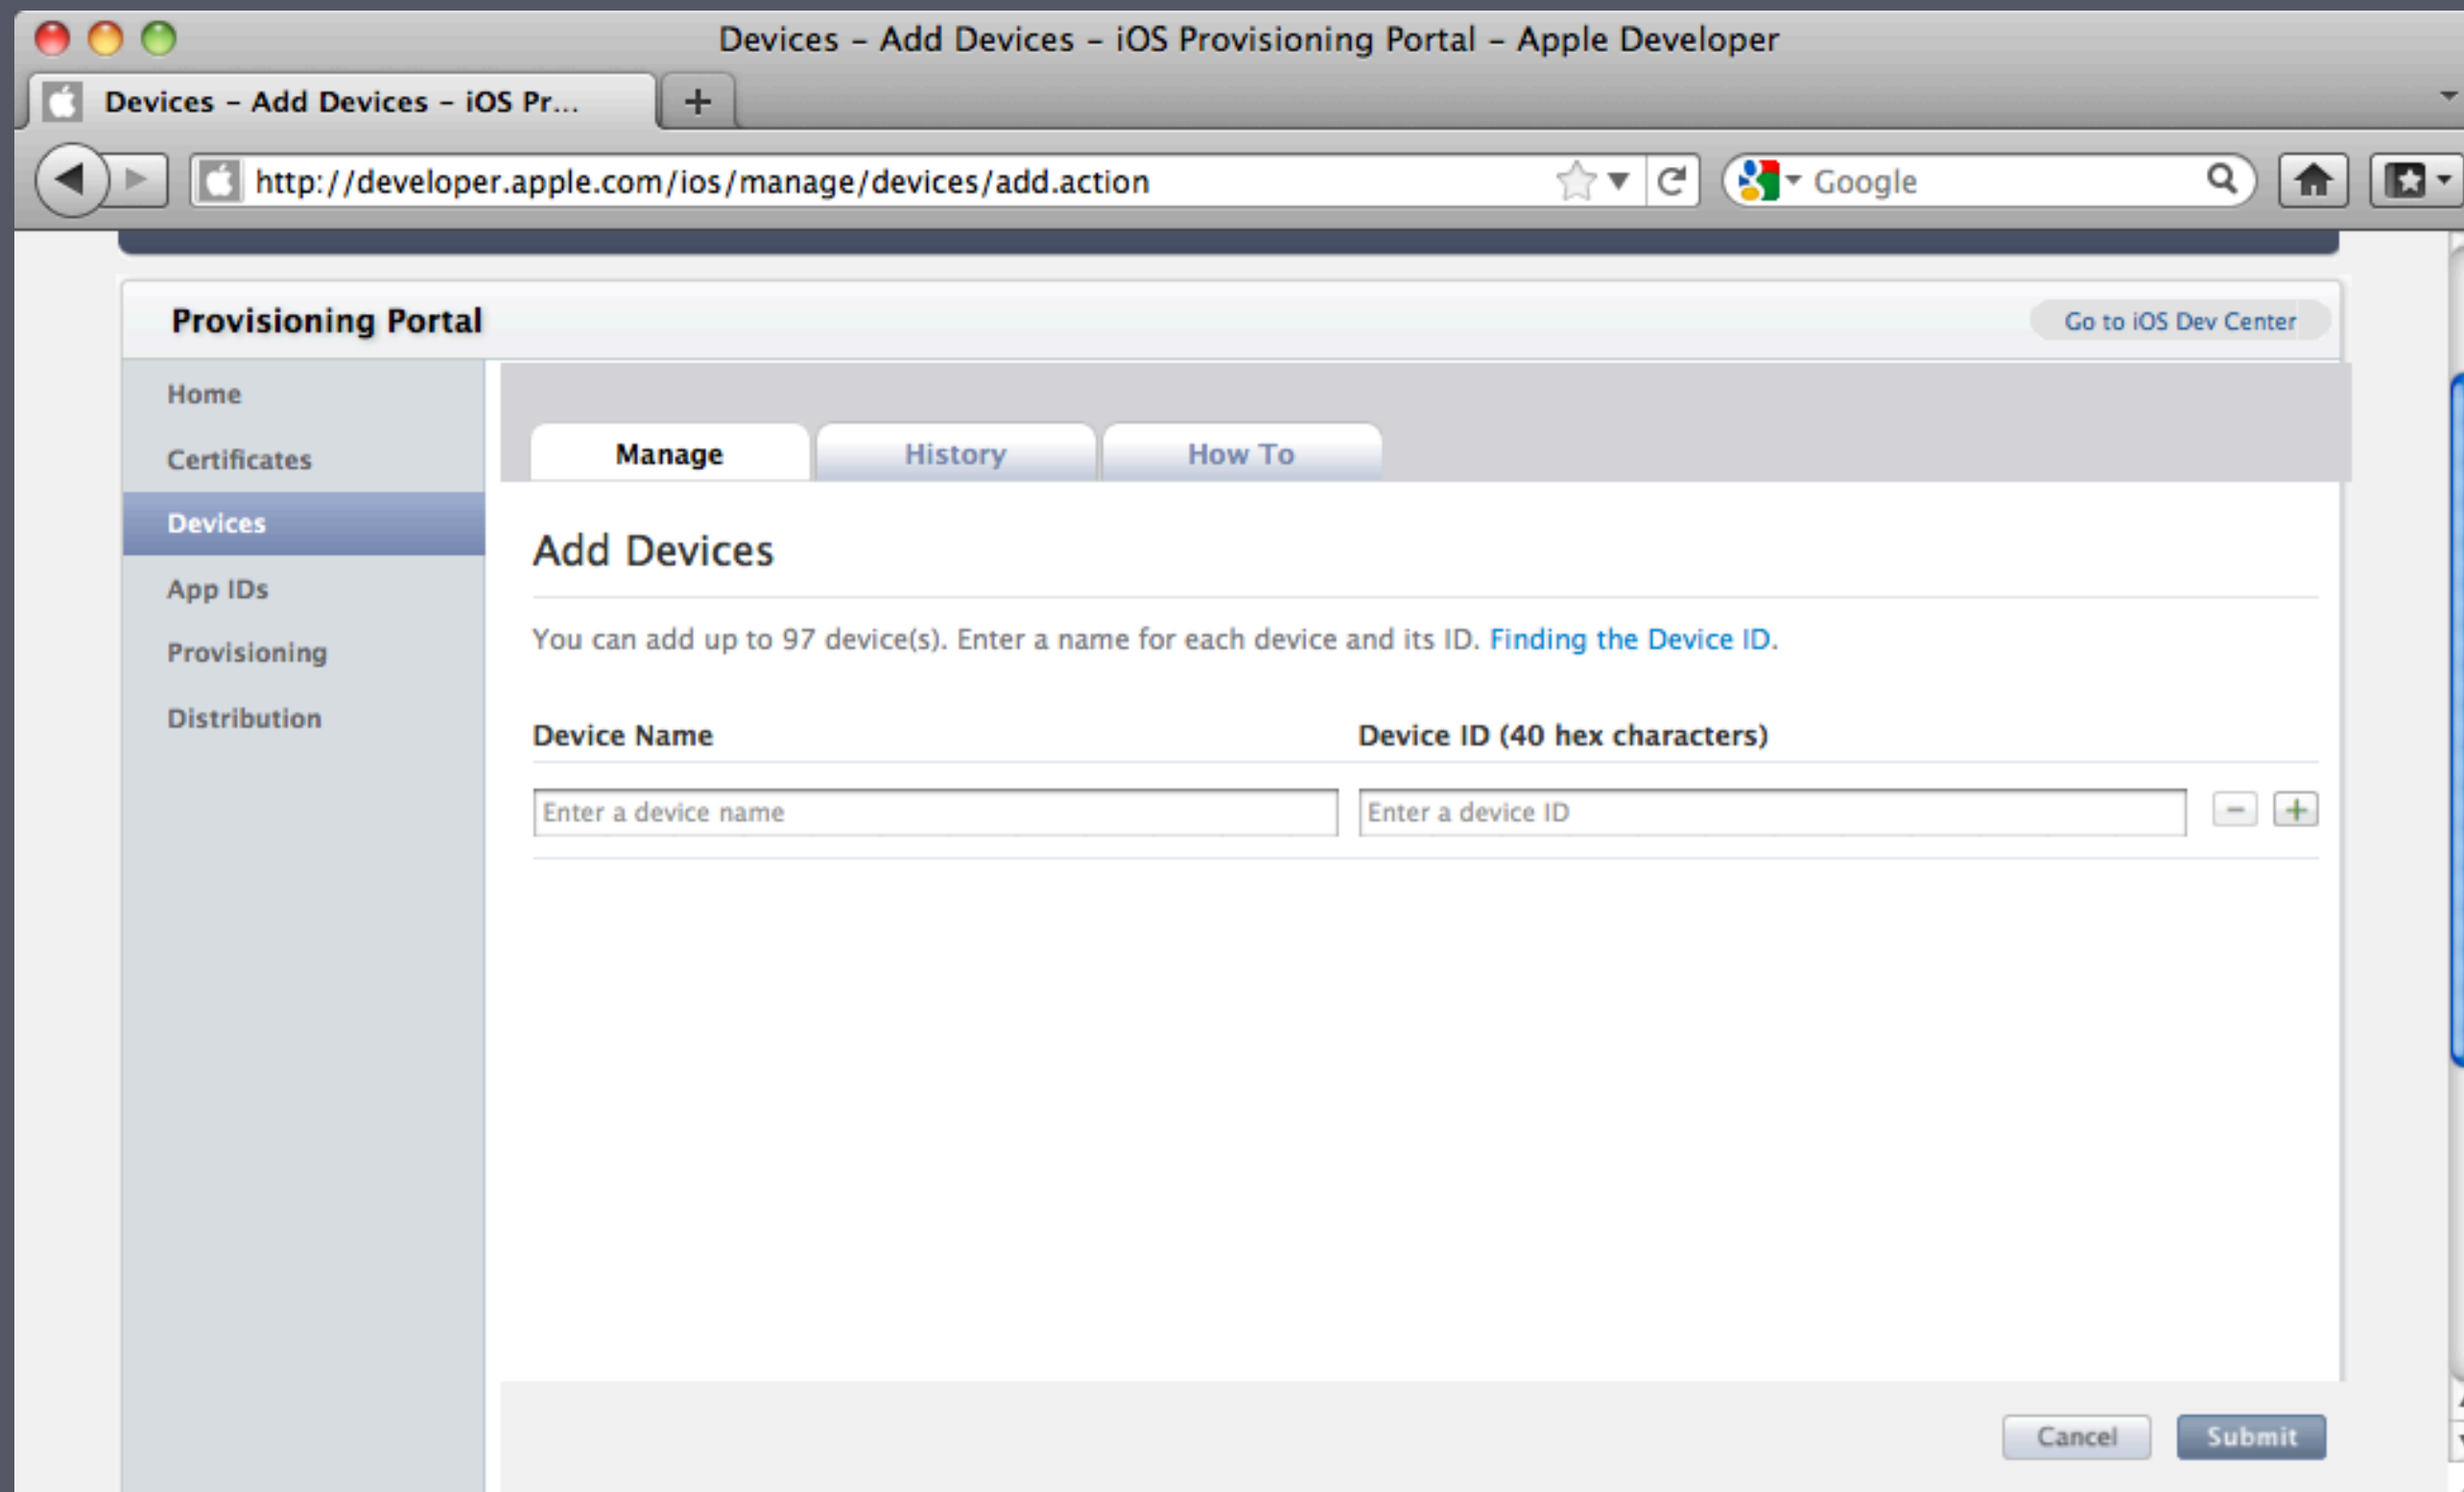 Devices – Add Devices – iOS Provisioning Portal – Apple Developer
Devices – Add Devices – iOS Pr...
http://developer.apple.com/ios/manage/devices/add.action
Google
Provisioning Portal
Go to iOS Dev Center
Home
Certificates
Devices
App IDs
Provisioning
Distribution
Manage
History
How To
Add Devices
You can add up to 97 device(s). Enter a name for each device and its ID. Finding the Device ID.
Device Name
Device ID (40 hex characters)
Enter a device name
Enter a device ID
Cancel
Submit